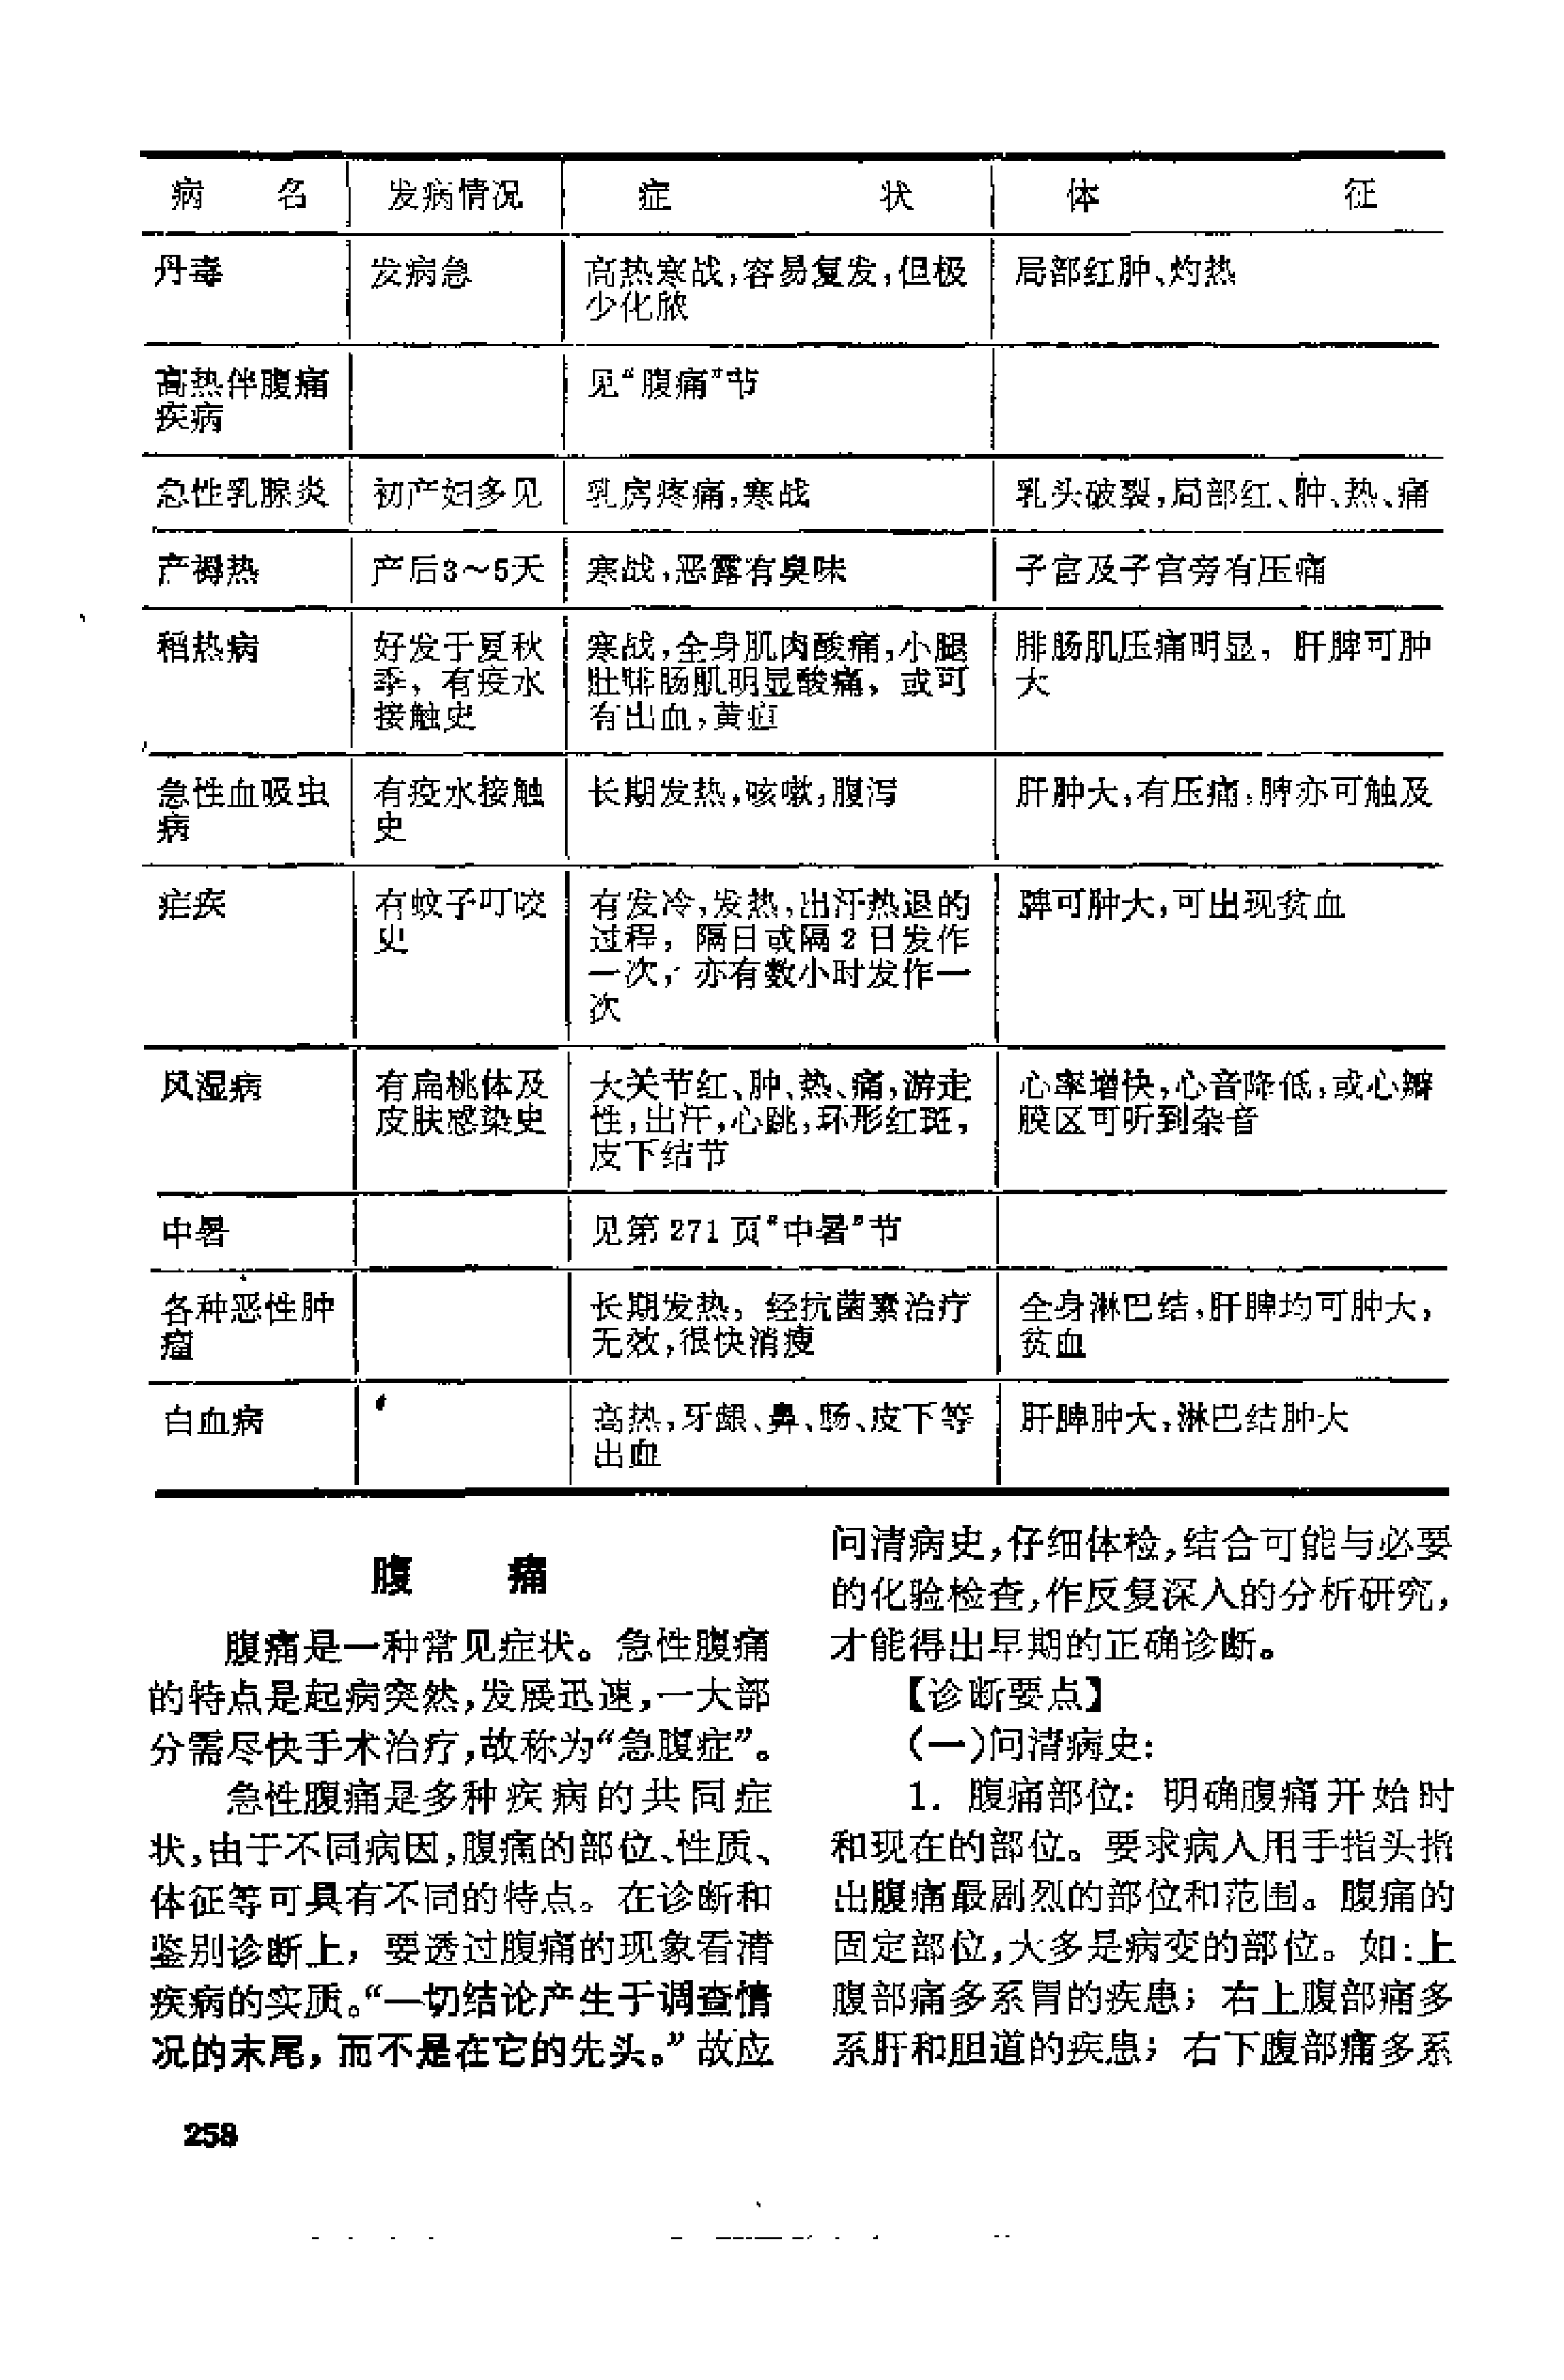 病 名 发病情况 症 状 体 征
丹毒 发病急 高热寒战,容易复发,但极 局部红肿、灼热
少化脓
高热伴腹痛 见“腹痛”节
疾病
急性乳腺炎 初产妇多见 乳房疼痛,寒战 乳头破裂,局部红、肿、热、痛
产褥热 产后3～5天 寒战,恶露有臭味 子宫及子宫旁有压痛
稻热病 好发于夏秋 寒战,全身肌肉酸痛,小腿 腓肠肌压痛明显，肝脾可肿
季，有疫水 肚腓肠肌明显酸痛，或可 大
接触史 有出血,黄疸
急性血吸虫 有疫水接触 长期发热,咳嗽,腹泻 肝肿大,有压痛,脾亦可触及
病 史
疟疾 有蚊子叮咬 有发冷,发热,出汗热退的 脾可肿大,可出现贫血
史 过程，隔日或隔2日发作
一次，亦有数小时发作一
次
风湿病 有扁桃体及 大关节红、肿、热、痛,游走 心率增快,心音降低,或心瓣
皮肤感染史 性,出汗,心跳,环形红斑, 膜区可听到杂音
皮下结节
中暑 见第271页“中暑”节
各种恶性肿 长期发热，经抗菌素治疗 全身淋巴结,肝脾均可肿大,
瘤 无效,很快消瘦 贫血
白血病 高热,牙龈、鼻、肠、皮下等 肝脾肿大,淋巴结肿大
出血
腹 痛
腹痛是一种常见症状。急性腹痛
的特点是起病突然,发展迅速,一大部
分需尽快手术治疗,故称为“急腹症”。
急性腹痛是多种疾病的共同症
状,由于不同病因,腹痛的部位、性质、
体征等可具有不同的特点。在诊断和
鉴别诊断上，要透过腹痛的现象看清
疾病的实质。“一切结论产生于调查情
况的末尾，而不是在它的先头。”故应
问清病史,仔细体检,结合可能与必要
的化验检查,作反复深入的分析研究,
才能得出早期的正确诊断。
【诊断要点】
(一)问清病史:
1. 腹痛部位: 明确腹痛开始时
和现在的部位。要求病人用手指头指
出腹痛最剧烈的部位和范围。腹痛的
固定部位,大多是病变的部位。如:上
腹部痛多系胃的疾患；右上腹部痛多
系肝和胆道的疾患；右下腹部痛多系
258